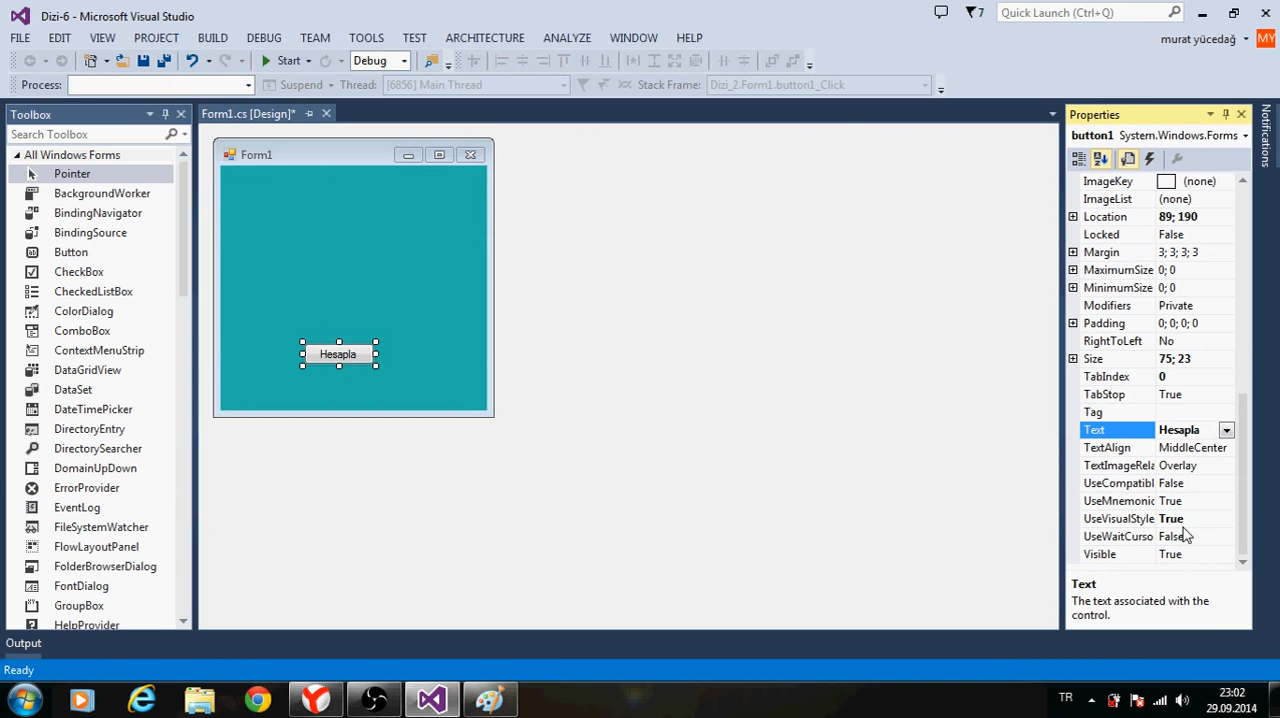 Dizi-6 - Microsoft Visual Studio
7
Quick Launch (Ctrl+Q)
FILE EDIT VIEW PROJECT BUILD DEBUG TEAM TOOLS TEST ARCHITECTURE ANALYZE WINDOW HELP
murat yücedağ MY
Start Debug
Process: Suspend Thread: [6856] Main Thread Stack Frame: Dizi_2.Form1.button1_Click
Toolbox
Search Toolbox
All Windows Forms
Pointer
BackgroundWorker
BindingNavigator
BindingSource
Button
CheckBox
CheckedListBox
ColorDialog
ComboBox
ContextMenuStrip
DataGridView
DataSet
DateTimePicker
DirectoryEntry
DirectorySearcher
DomainUpDown
ErrorProvider
EventLog
FileSystemWatcher
FlowLayoutPanel
FolderBrowserDialog
FontDialog
GroupBox
HelpProvider
Form1.cs [Design]*
Form1
Hesapla
Properties
button1 System.Windows.Forms
ImageKey (none)
ImageList (none)
Location 89; 190
Locked False
Margin 3; 3; 3; 3
MaximumSize 0; 0
MinimumSize 0; 0
Modifiers Private
Padding 0; 0; 0; 0
RightToLeft No
Size 75; 23
TabIndex 0
TabStop True
Tag
Text Hesapla
TextAlign MiddleCenter
TextImageRela Overlay
UseCompatibl False
UseMnemonic True
UseVisualStyle True
UseWaitCurso False
Visible True
Text
The text associated with the
control.
Notifications
Output
Ready
TR
23:02
29.09.2014